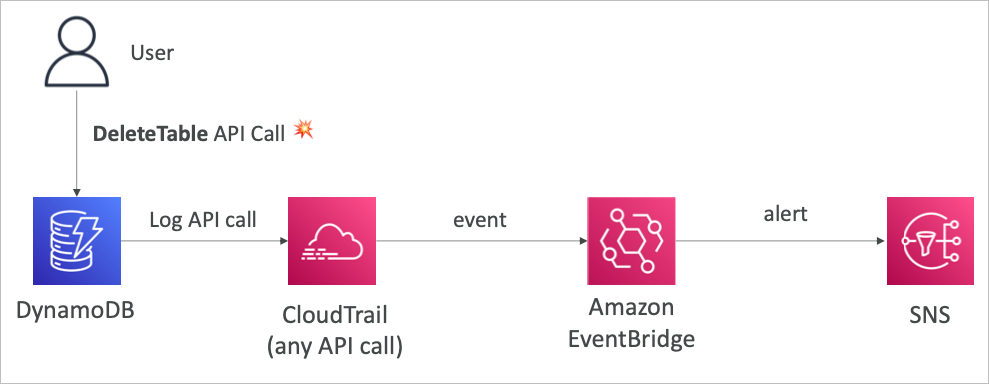 User
DeleteTable API Call
Log API call
event
alert
DynamoDB
CloudTrail
(any API call)
Amazon
EventBridge
SNS